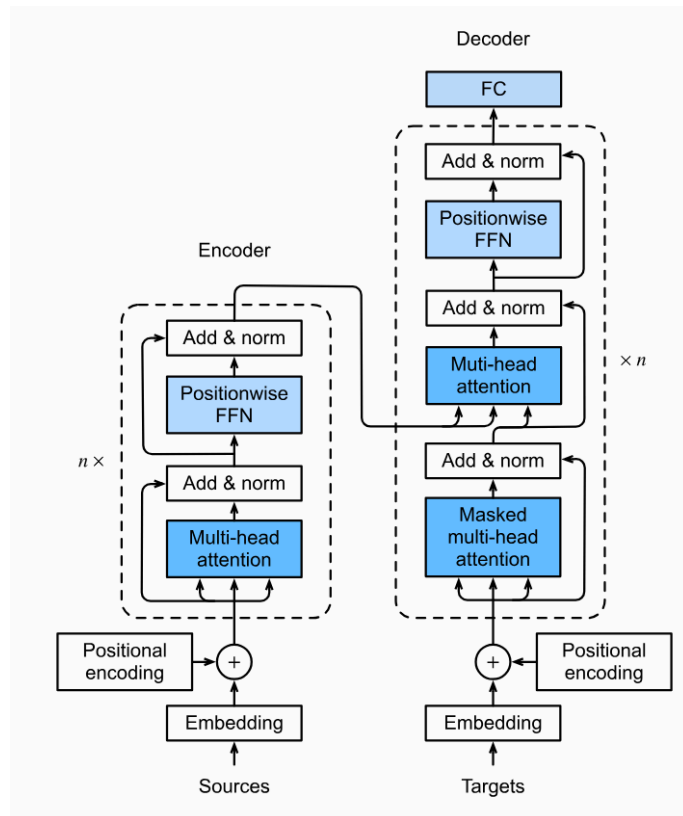 Decoder
FC
Add & norm
Positionwise
FFN
Encoder
Add & norm
Add & norm
Muti-head
attention
× n
Positionwise
FFN
n ×
Add & norm
Add & norm
Multi-head
attention
Masked
multi-head
attention
Positional
encoding
+
+
Positional
encoding
Embedding
Embedding
Sources
Targets